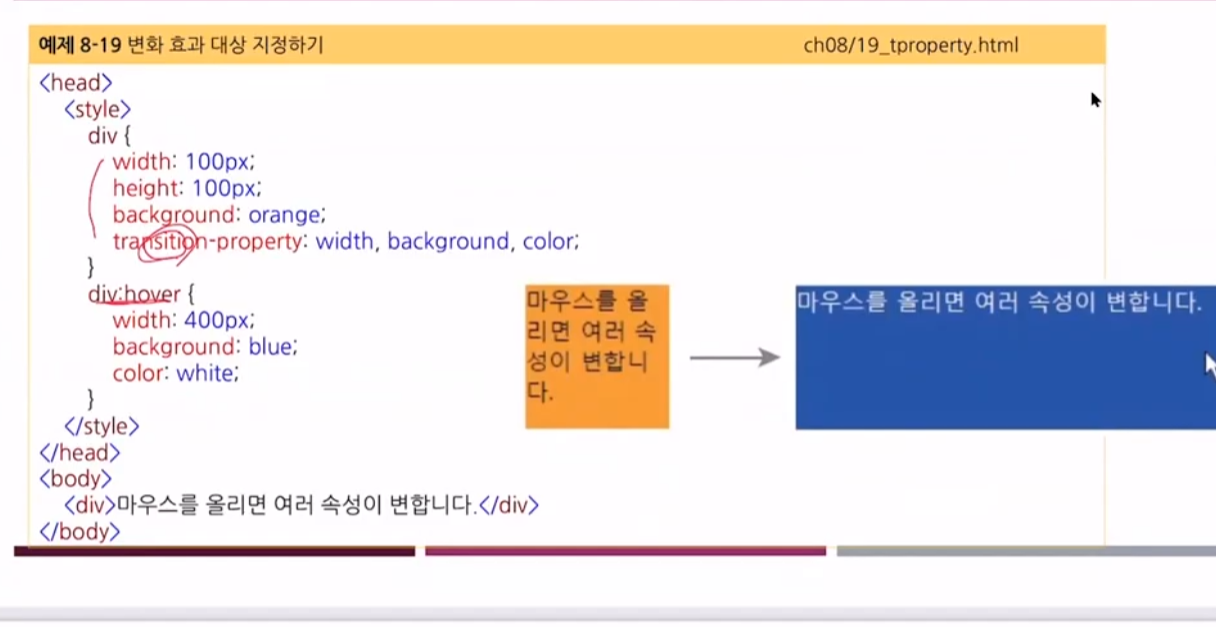 예제 8-19 변화 효과 대상 지정하기 ch08/19_tproperty.html
<head>
<style>
div {
width: 100px;
height: 100px;
background: orange;
transition-property: width, background, color;
}
div:hover {
width: 400px;
background: blue;
color: white;
}
</style>
</head>
<body>
<div>마우스를 올리면 여러 속성이 변합니다.</div>
</body>
마우스를 올
리면 여러 속
성이 변합니
다.
마우스를 올리면 여러 속성이 변합니다.